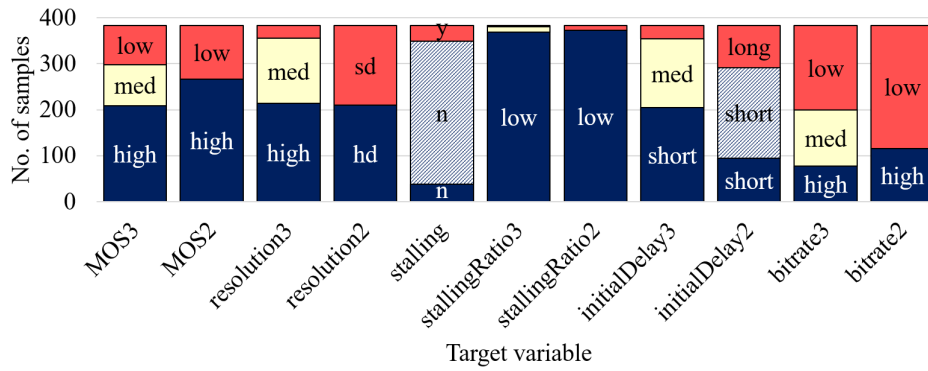 No. of samples
400
300
200
100
0
low
med
high
low
high
med
high
sd
hd
y
n
n
low
low
med
short
long
short
short
low
med
high
low
high
MOS3
MOS2
resolution3
resolution2
stalling
stallingRatio3
stallingRatio2
initialDelay3
initialDelay2
bitrate3
bitrate2
Target variable